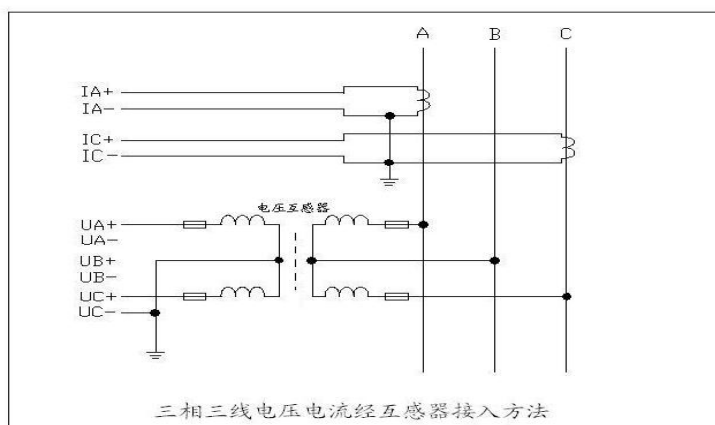 A B C
IA+
IA-
IC+
IC-
电压互感器
UA+
UA-
UB+
UB-
UC+
UC-
三相三线电压电流经互感器接入方法